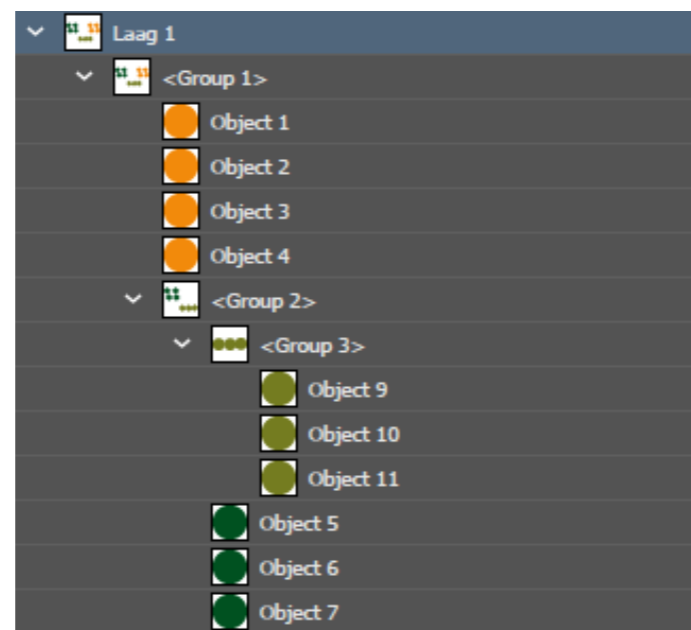 Laag 1
<Group 1>
Object 1
Object 2
Object 3
Object 4
<Group 2>
<Group 3>
Object 9
Object 10
Object 11
Object 5
Object 6
Object 7